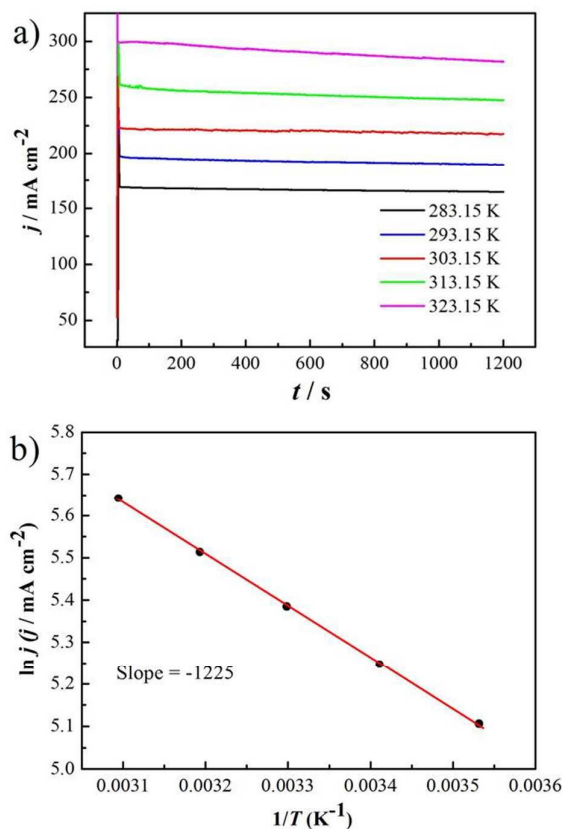 a)
j / mA cm⁻²
300
250
200
150
100
50
283.15 K
293.15 K
303.15 K
313.15 K
323.15 K
0 200 400 600 800 1000 1200
t / s
b)
ln j (j / mA cm⁻²)
5.8
5.7
5.6
5.5
5.4
5.3
5.2
5.1
5.0
Slope = -1225
0.0031 0.0032 0.0033 0.0034 0.0035 0.0036
1/T (K⁻¹)